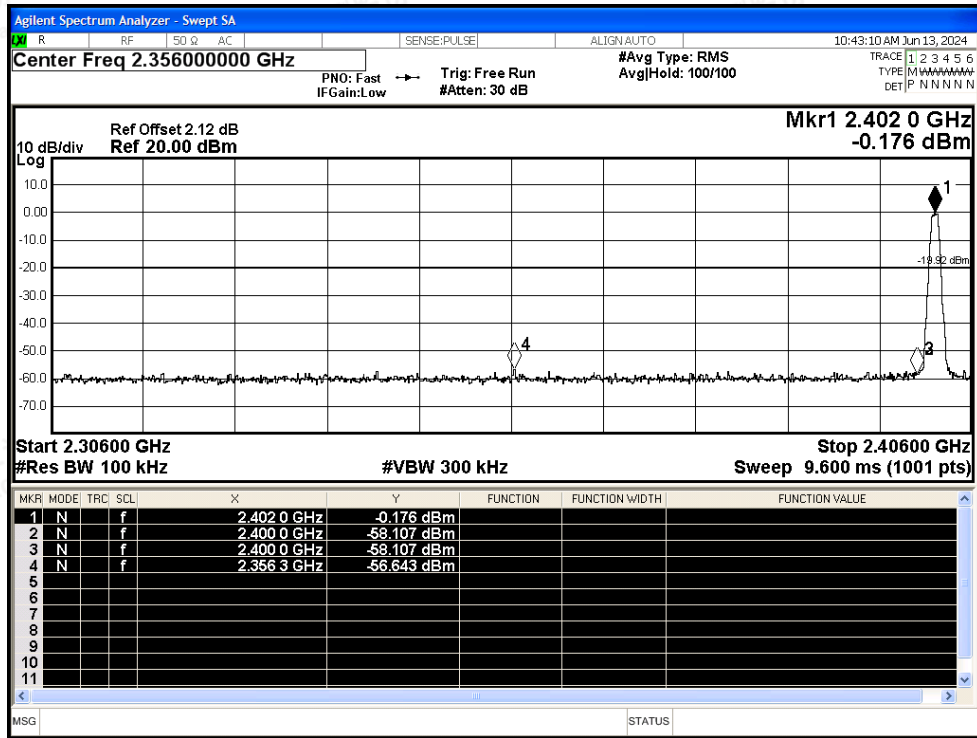 Agilent Spectrum Analyzer - Swept SA
LXI R RF 50 Ω AC SENSE:PULSE ALIGN AUTO 10:43:10 AM Jun 13, 2024
Center Freq 2.356000000 GHz
PNO: Fast
IFGain:Low
Trig: Free Run
#Atten: 30 dB
#Avg Type: RMS
Avg|Hold: 100/100
TRACE 1 2 3 4 5 6
TYPE M
DET P N N N N N
Mkr1 2.402 0 GHz
-0.176 dBm
Ref Offset 2.12 dB
10 dB/div Ref 20.00 dBm
Log
1
10.0
0.00
-10.0
-20.0
-19.92 dBm
-30.0
-40.0
-50.0
4
3
-60.0
-70.0
Start 2.30600 GHz Stop 2.40600 GHz
#Res BW 100 kHz #VBW 300 kHz Sweep 9.600 ms (1001 pts)
MKR MODE TRC SCL X Y FUNCTION FUNCTION WIDTH FUNCTION VALUE
1 N f 2.402 0 GHz -0.176 dBm
2 N f 2.400 0 GHz -58.107 dBm
3 N f 2.400 0 GHz -58.107 dBm
4 N f 2.356 3 GHz -56.643 dBm
5
6
7
8
9
10
11
MSG STATUS